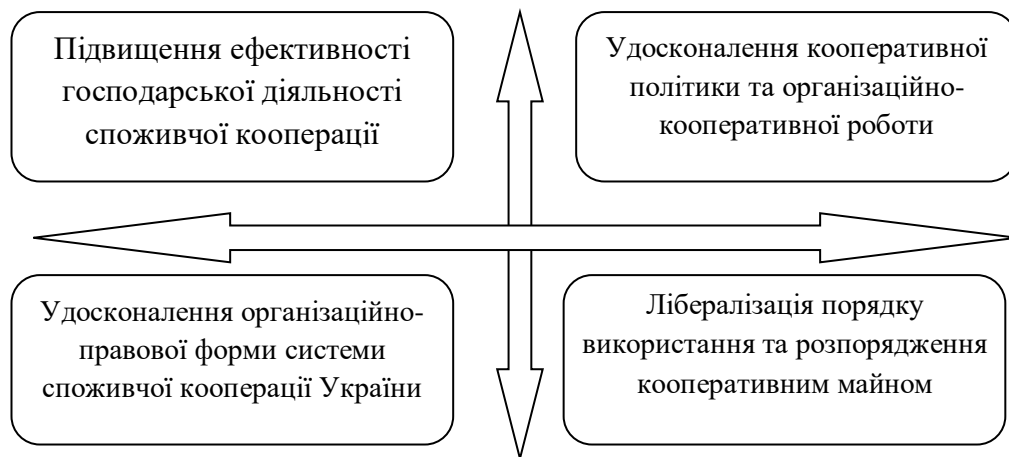 Підвищення ефективності
господарської діяльності
споживчої кооперації
Удосконалення кооперативної
політики та організаційно-
кооперативної роботи
Удосконалення організаційно-
правової форми системи
споживчої кооперації України
Лібералізація порядку
використання та розпорядження
кооперативним майном